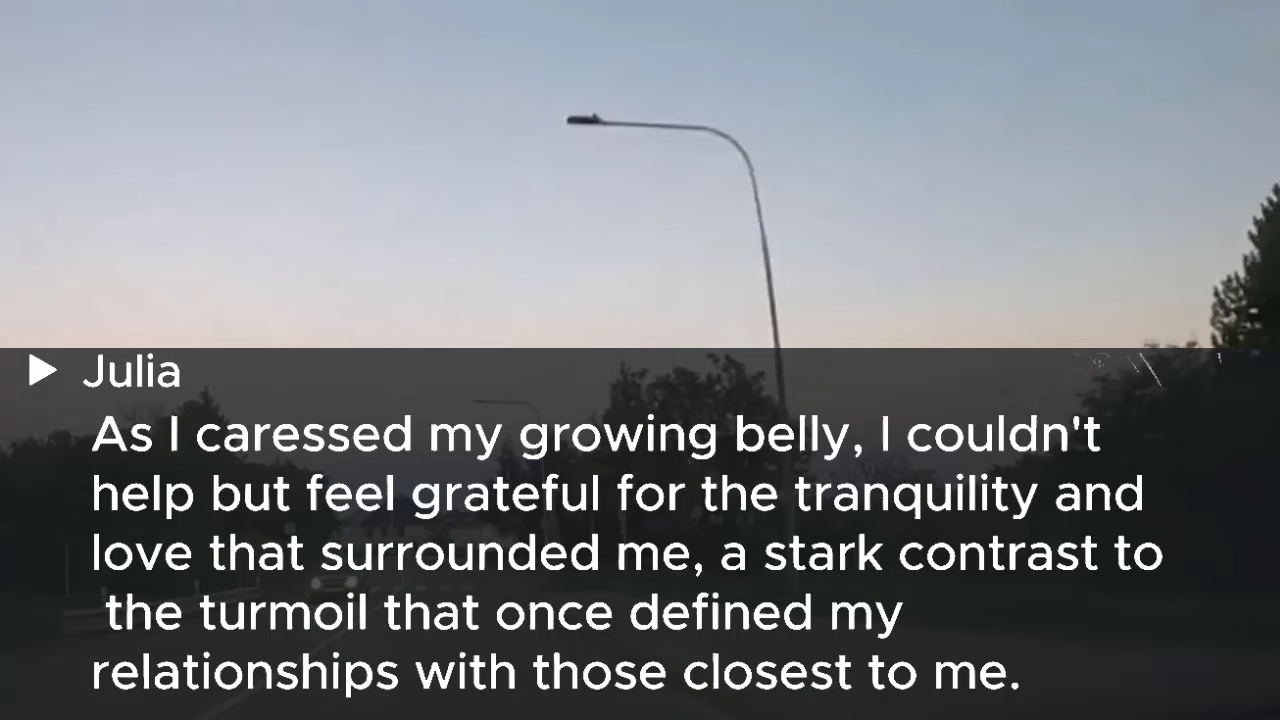 Julia
As I caressed my growing belly, I couldn't
help but feel grateful for the tranquility and
love that surrounded me, a stark contrast to
the turmoil that once defined my
relationships with those closest to me.